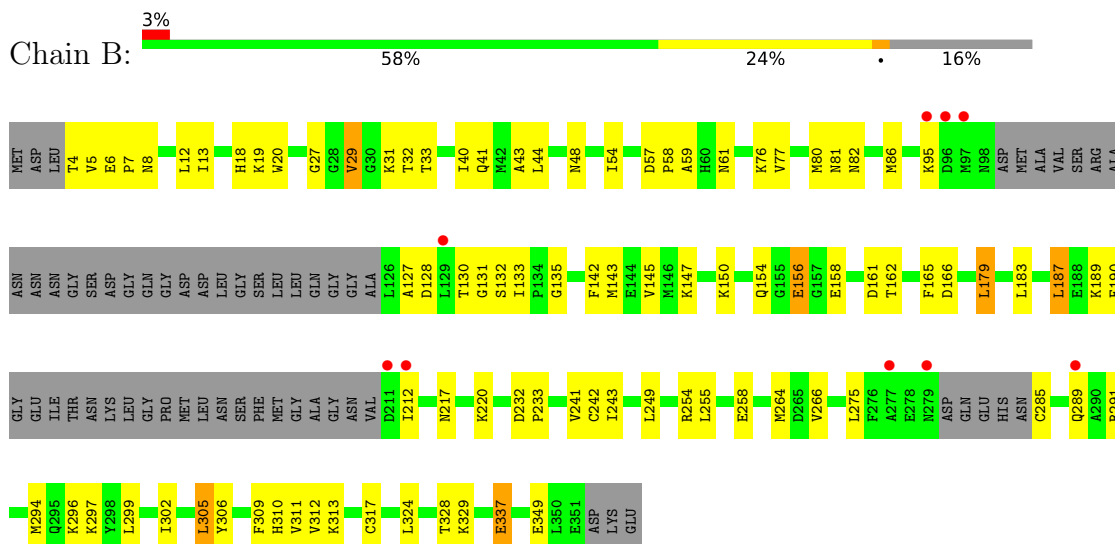 3%
Chain B:
58% 24% • 16%
MET ASP LEU T4 V5 E6 P7 N8 L12 I13 H18 K19 W20 G27 G28 V29 G30 K31 T32 T33 I40 Q41 M42 A43 L44 N48 I54 D57 P58 A59 H60 N61 K76 V77 M80 N81 N82 M86 K95 D96 M97 N98 ASP MET ALA VAL SER ARG ALA
ASN ASN ASN GLY SER ASP GLY GLN GLY ASP ASP LEU GLY SER LEU LEU GLN GLY GLY ALA L126 A127 D128 L129 T130 G131 S132 I133 P134 G135 F142 M143 E144 V145 M146 K147 K150 Q154 G155 E156 G157 E158 D161 T162 F165 D166 L179 L183 L187 E188 K189
GLY GLU ILE THR ASN LYS LEU GLY PRO MET LEU ASN SER PHE MET GLY ALA GLY ASN VAL D211 I212 N217 K220 D232 P233 V241 C242 I243 L249 R254 L255 E258 M264 D265 V266 L275 F276 A277 E278 N279 ASP GLN GLU HIS ASN C285 Q289 A290
M294 Q295 K296 K297 Y298 L299 I302 L305 Y306 F309 H310 V311 V312 K313 C317 L324 T328 K329 E337 E349 L350 E351 ASP LYS GLU